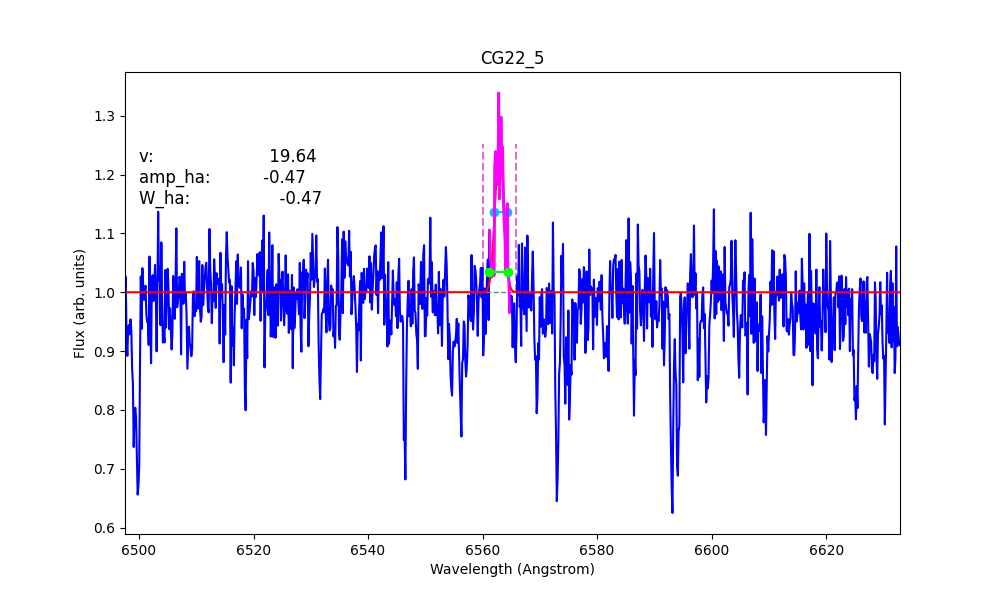 CG22_5
v: 19.64
amp_ha: -0.47
W_ha: -0.47
Flux (arb. units)
1.3
1.2
1.1
1.0
0.9
0.8
0.7
0.6
6500 6520 6540 6560 6580 6600 6620
Wavelength (Angstrom)